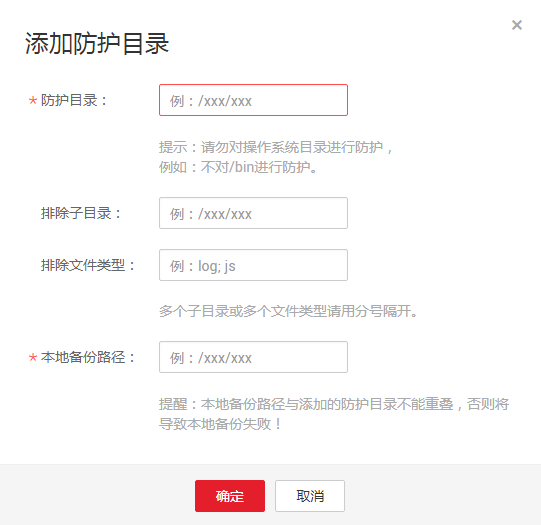 ×
添加防护目录
* 防护目录： 例：/xxx/xxx
提示：请勿对操作系统目录进行防护，
例如：不对/bin进行防护。
排除子目录： 例：/xxx/xxx
排除文件类型： 例：log; js
多个子目录或多个文件类型请用分号隔开。
* 本地备份路径： 例：/xxx/xxx
提醒：本地备份路径与添加的防护目录不能重叠，否则将
导致本地备份失败！
确定 取消